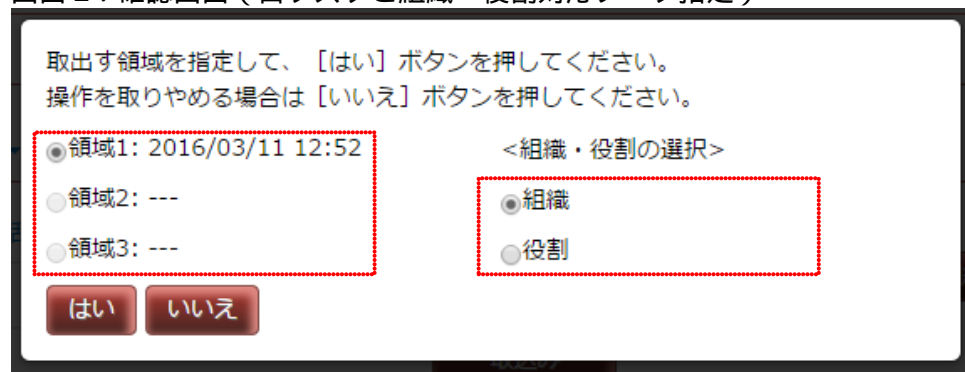 取出す領域を指定して、［はい］ボタンを押してください。
操作を取りやめる場合は［いいえ］ボタンを押してください。
領域1: 2016/03/11 12:52
<組織・役割の選択>
領域2: ---
組織
領域3: ---
役割
はい
いいえ